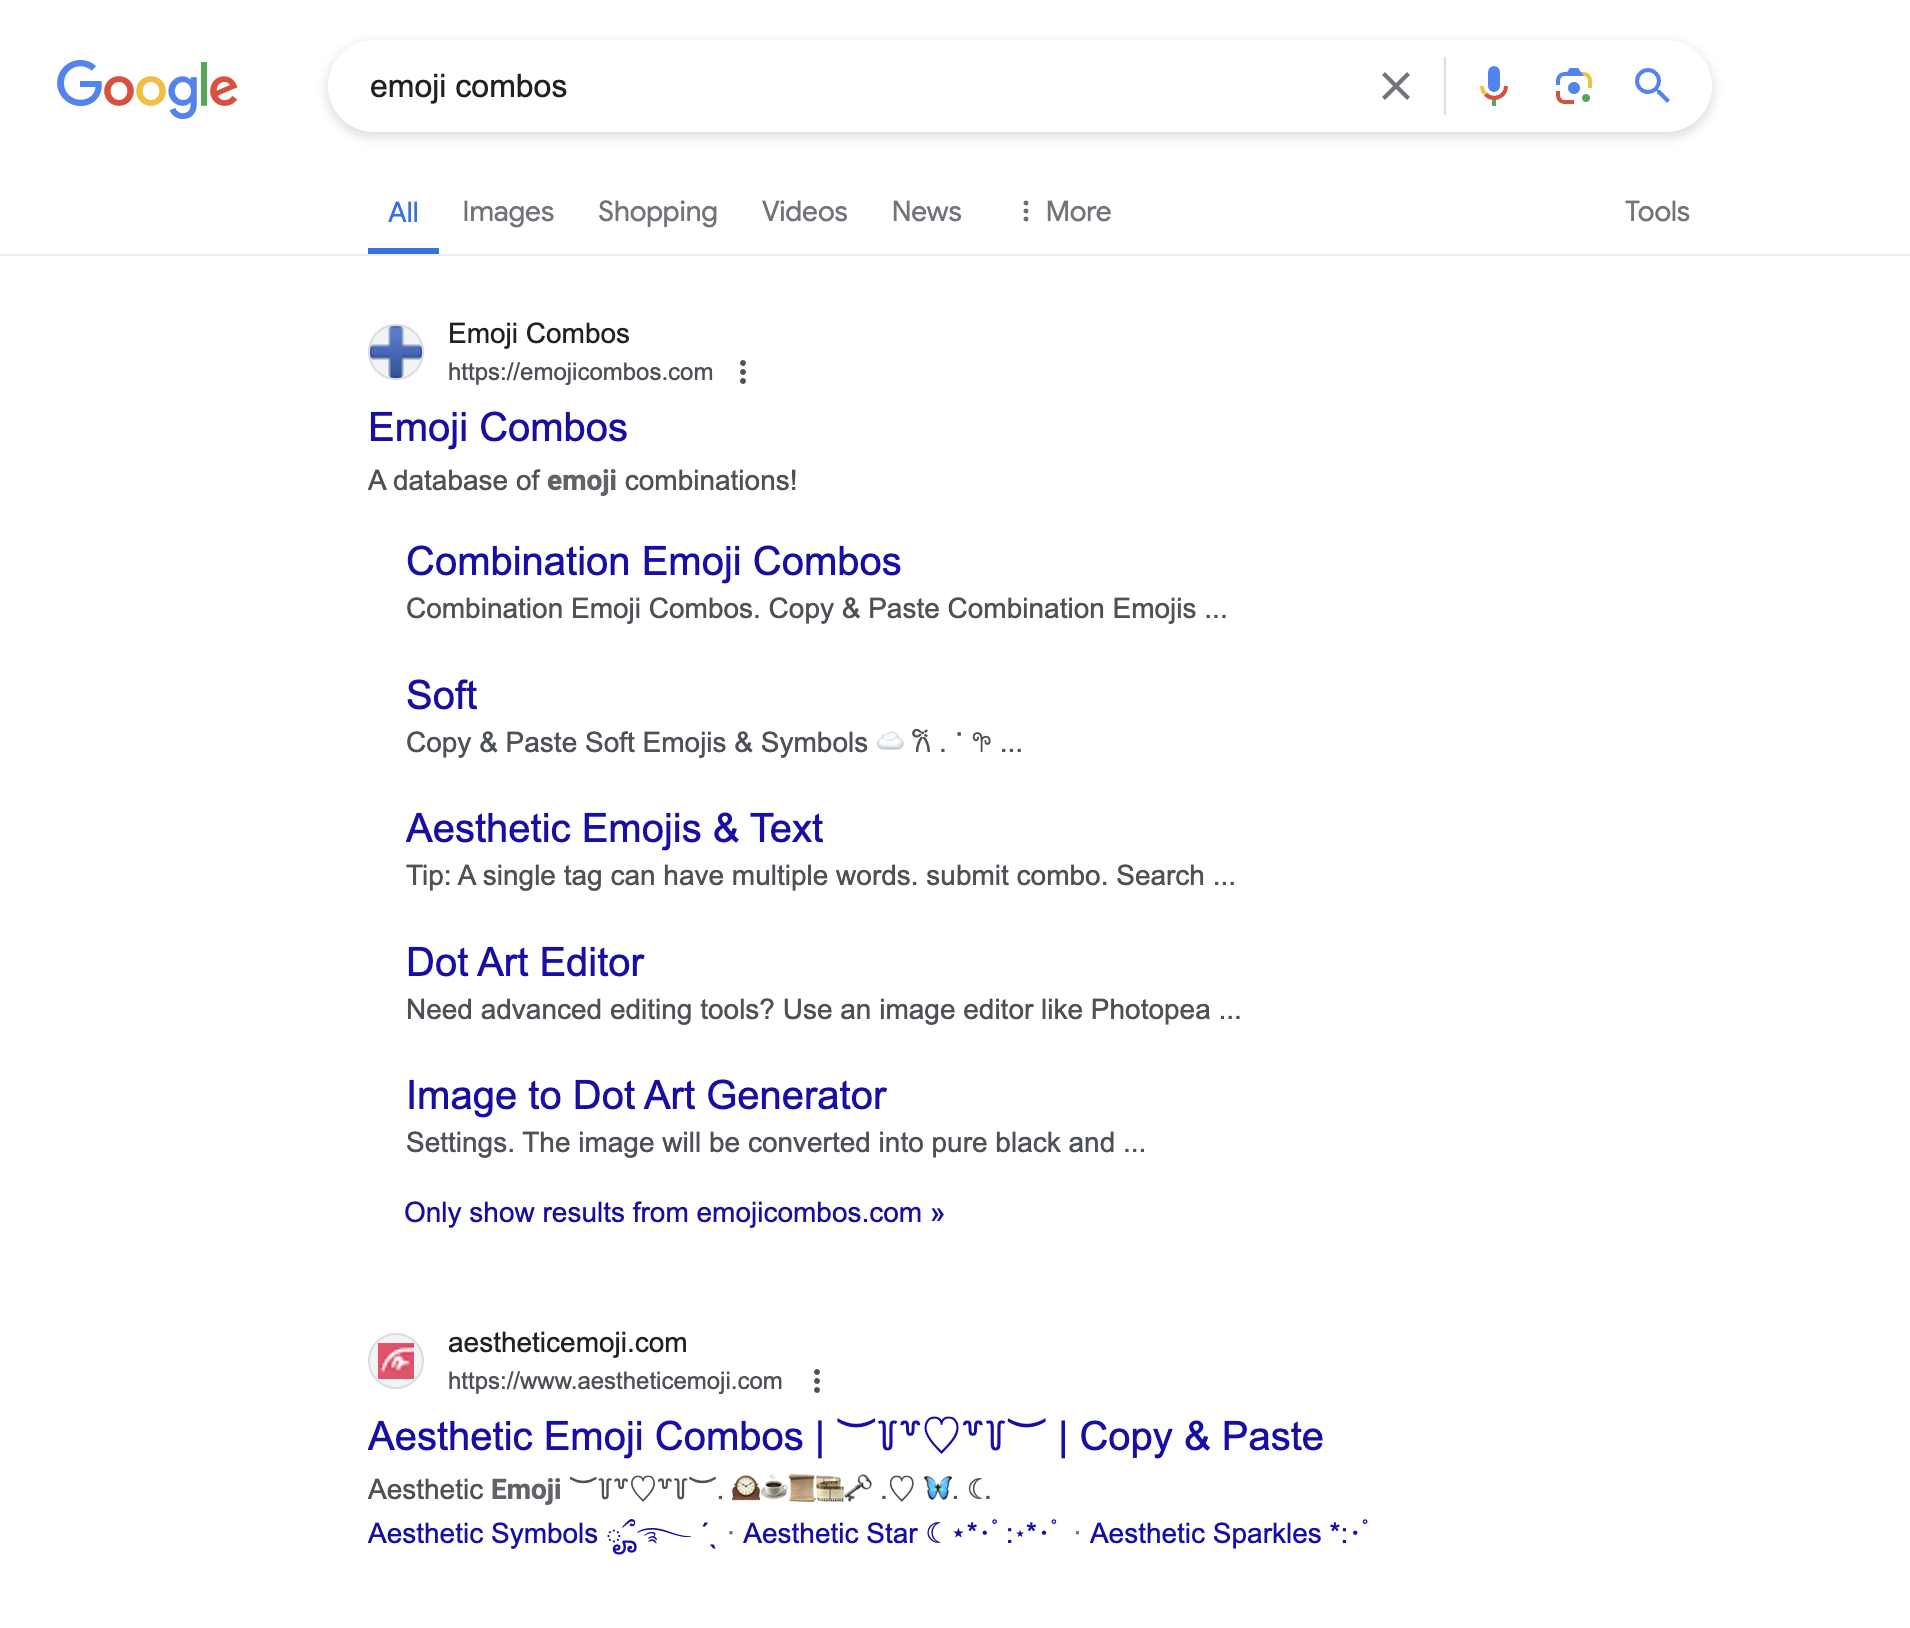 Google
emoji combos
All Images Shopping Videos News More Tools
Emoji Combos
https://emojicombos.com
Emoji Combos
A database of emoji combinations!
Combination Emoji Combos
Combination Emoji Combos. Copy & Paste Combination Emojis ...
Soft
Copy & Paste Soft Emojis & Symbols ☁️ . ˙ ...
Aesthetic Emojis & Text
Tip: A single tag can have multiple words. submit combo. Search ...
Dot Art Editor
Need advanced editing tools? Use an image editor like Photopea ...
Image to Dot Art Generator
Settings. The image will be converted into pure black and ...
Only show results from emojicombos.com »
aestheticemoji.com
https://www.aestheticemoji.com
Aesthetic Emoji Combos | ︶꒦꒷♡꒷꒦︶ | Copy & Paste
Aesthetic Emoji ︶꒦꒷♡꒷꒦︶. 🕰️☕📜🎞️🗝️ .♡ 🦋. ☾.
Aesthetic Symbols · Aesthetic Star ☾ ⋆*･ﾟ:⋆*･ﾟ · Aesthetic Sparkles *:･ﾟ